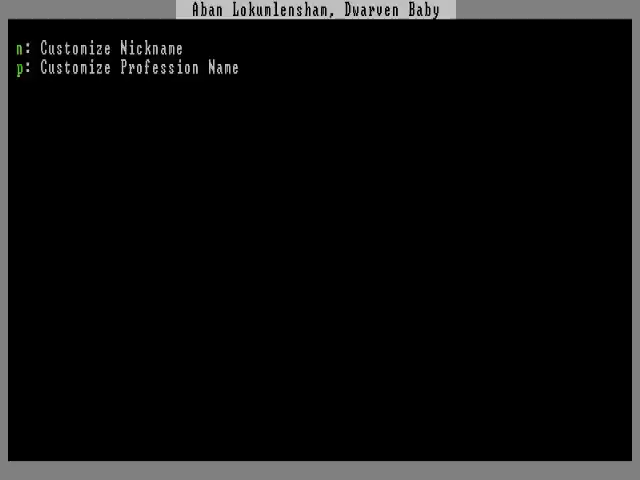 Aban Lokumlensham, Dwarven Baby
n: Customize Nickname
p: Customize Profession Name